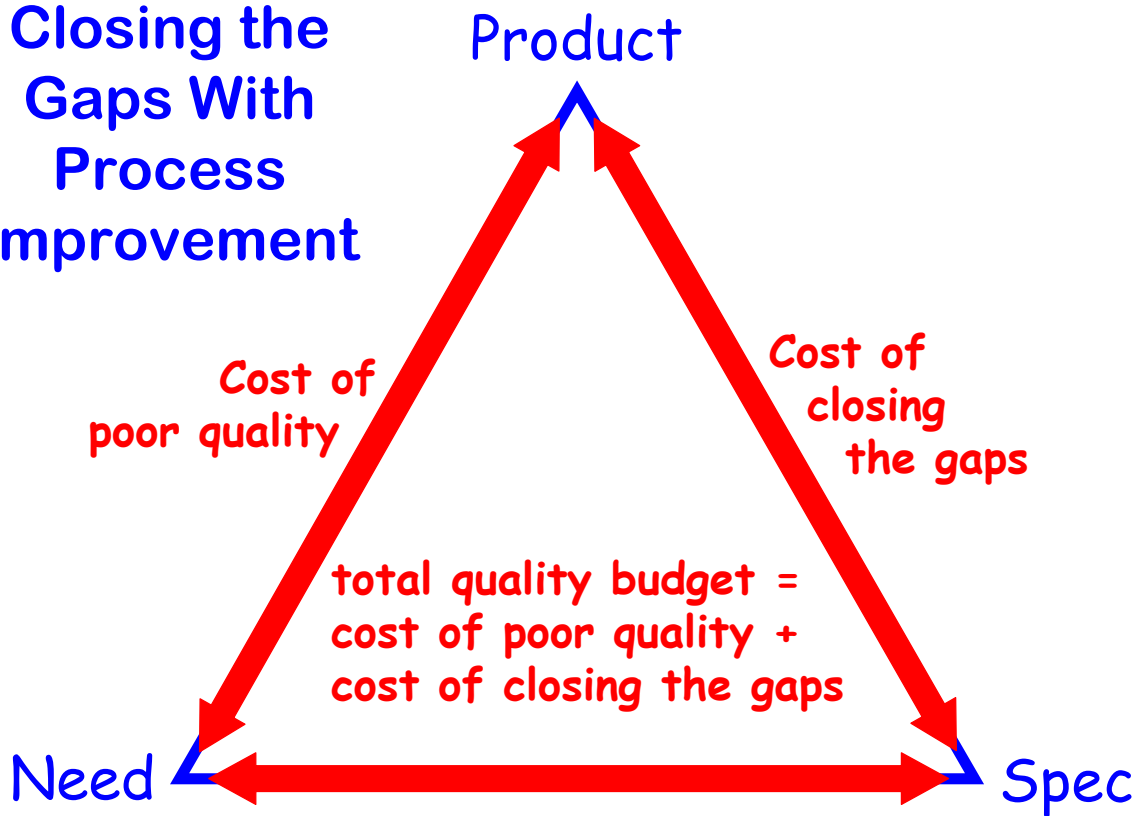 Closing the
Gaps With
Process
mprovement
Product
Cost of
poor quality
Cost of
closing
the gaps
total quality budget =
cost of poor quality +
cost of closing the gaps
Need
Spec